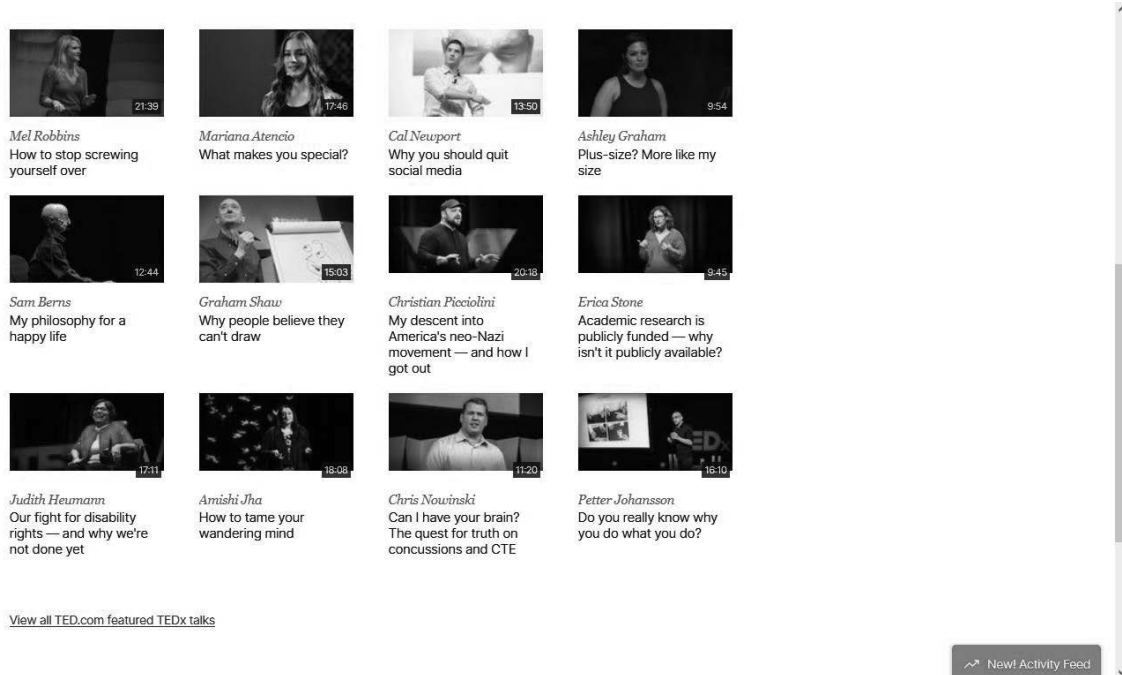 21:39
17:46
13:50
9:54
Mel Robbins
How to stop screwing
yourself over
Mariana Atencio
What makes you special?
Cal Newport
Why you should quit
social media
Ashley Graham
Plus-size? More like my
size
12:44
15:03
20:18
9:45
Sam Berns
My philosophy for a
happy life
Graham Shaw
Why people believe they
can't draw
Christian Picciolini
My descent into
America's neo-Nazi
movement — and how I
got out
Erica Stone
Academic research is
publicly funded — why
isn't it publicly available?
17:11
18:08
11:20
16:10
Judith Heumann
Our fight for disability
rights — and why we're
not done yet
Amishi Jha
How to tame your
wandering mind
Chris Nowinski
Can I have your brain?
The quest for truth on
concussions and CTE
Petter Johansson
Do you really know why
you do what you do?
View all TED.com featured TEDx talks
New! Activity Feed